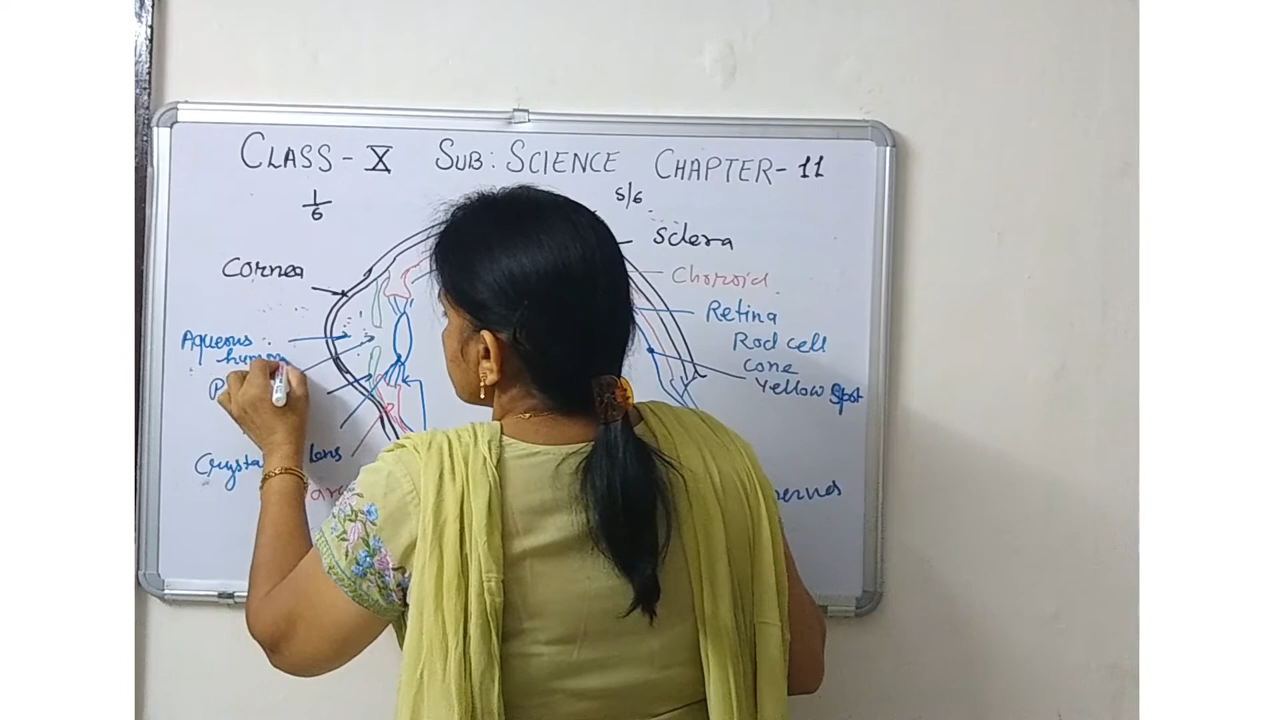 CLASS - X SUB: SCIENCE CHAPTER - 11
1/6
5/6
Sclera
Cornea
Choroid
Retina
Aqueous
Rod cell
cone
Yellow Spot
lens